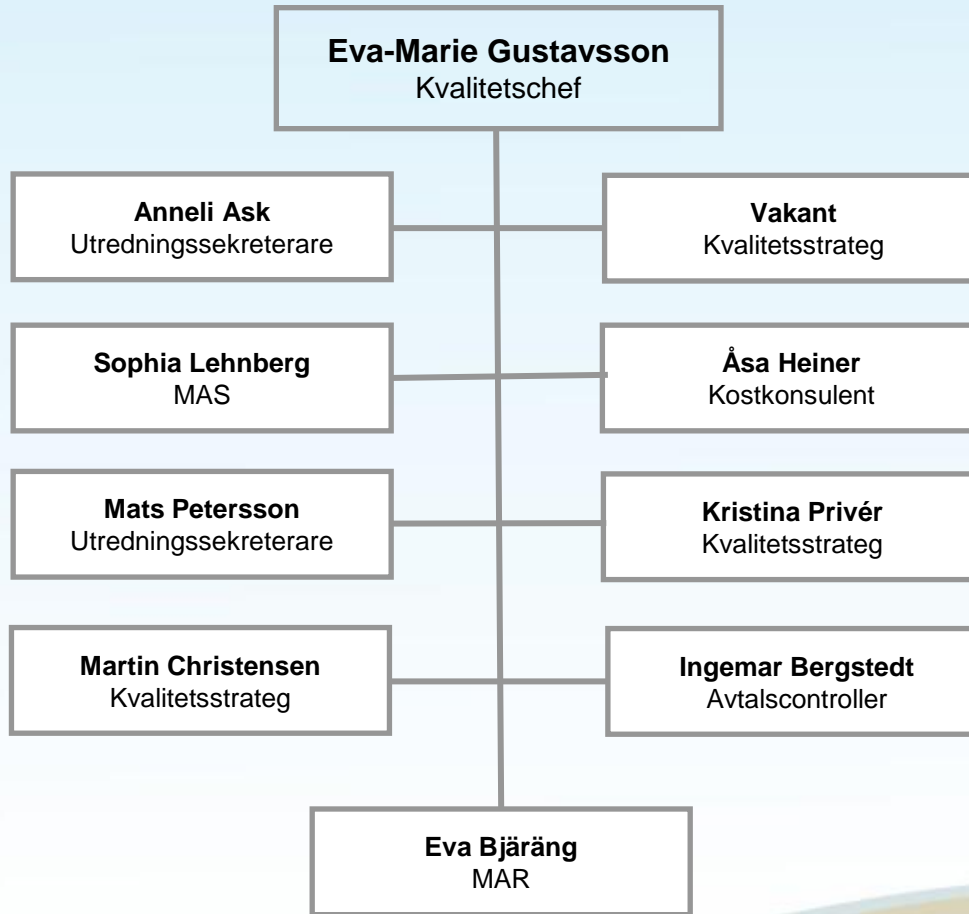 Eva-Marie Gustavsson
Kvalitetschef
Anneli Ask
Utredningssekreterare
Vakant
Kvalitetsstrateg
Sophia Lehnberg
MAS
Åsa Heiner
Kostkonsulent
Mats Petersson
Utredningssekreterare
Kristina Privér
Kvalitetsstrateg
Martin Christensen
Kvalitetsstrateg
Ingemar Bergstedt
Avtalscontroller
Eva Bjäräng
MAR